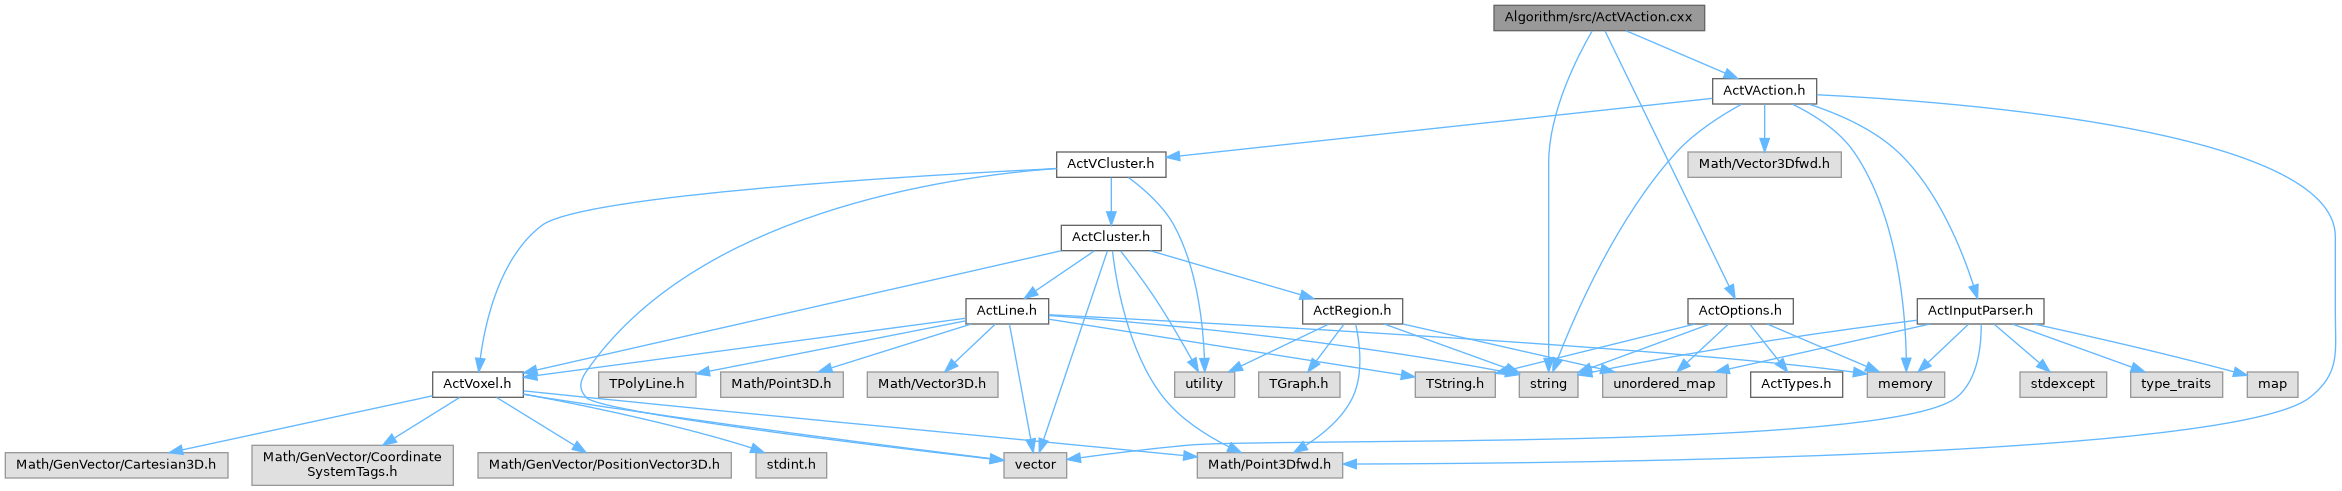 Algorithm/src/ActVAction.cxx
ActVAction.h
ActVCluster.h
Math/Vector3Dfwd.h
ActCluster.h
ActLine.h
ActRegion.h
ActOptions.h
ActInputParser.h
ActVoxel.h
TPolyLine.h
Math/Point3D.h
Math/Vector3D.h
utility
TGraph.h
TString.h
string
unordered_map
ActTypes.h
memory
stdexcept
type_traits
map
Math/GenVector/Cartesian3D.h
Math/GenVector/Coordinate
SystemTags.h
Math/GenVector/PositionVector3D.h
stdint.h
vector
Math/Point3Dfwd.h